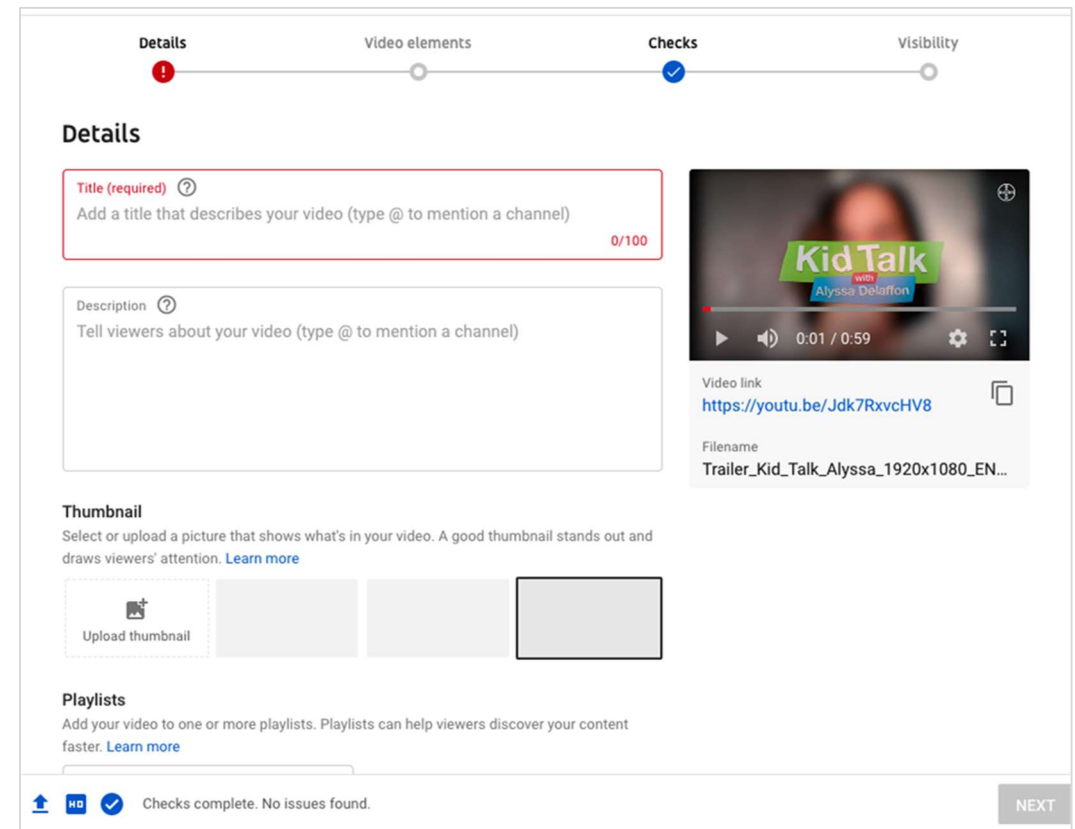 Details Video elements Checks Visibility
Details
Title (required)
Add a title that describes your video (type @ to mention a channel)
0/100
Description
Tell viewers about your video (type @ to mention a channel)
Kid Talk
with
Alyssa Delaffon
0:01 / 0:59
Video link
https://youtu.be/Jdk7RxvcHV8
Filename
Trailer_Kid_Talk_Alyssa_1920x1080_EN...
Thumbnail
Select or upload a picture that shows what's in your video. A good thumbnail stands out and
draws viewers' attention. Learn more
Upload thumbnail
Playlists
Add your video to one or more playlists. Playlists can help viewers discover your content
faster. Learn more
HD Checks complete. No issues found.
NEXT